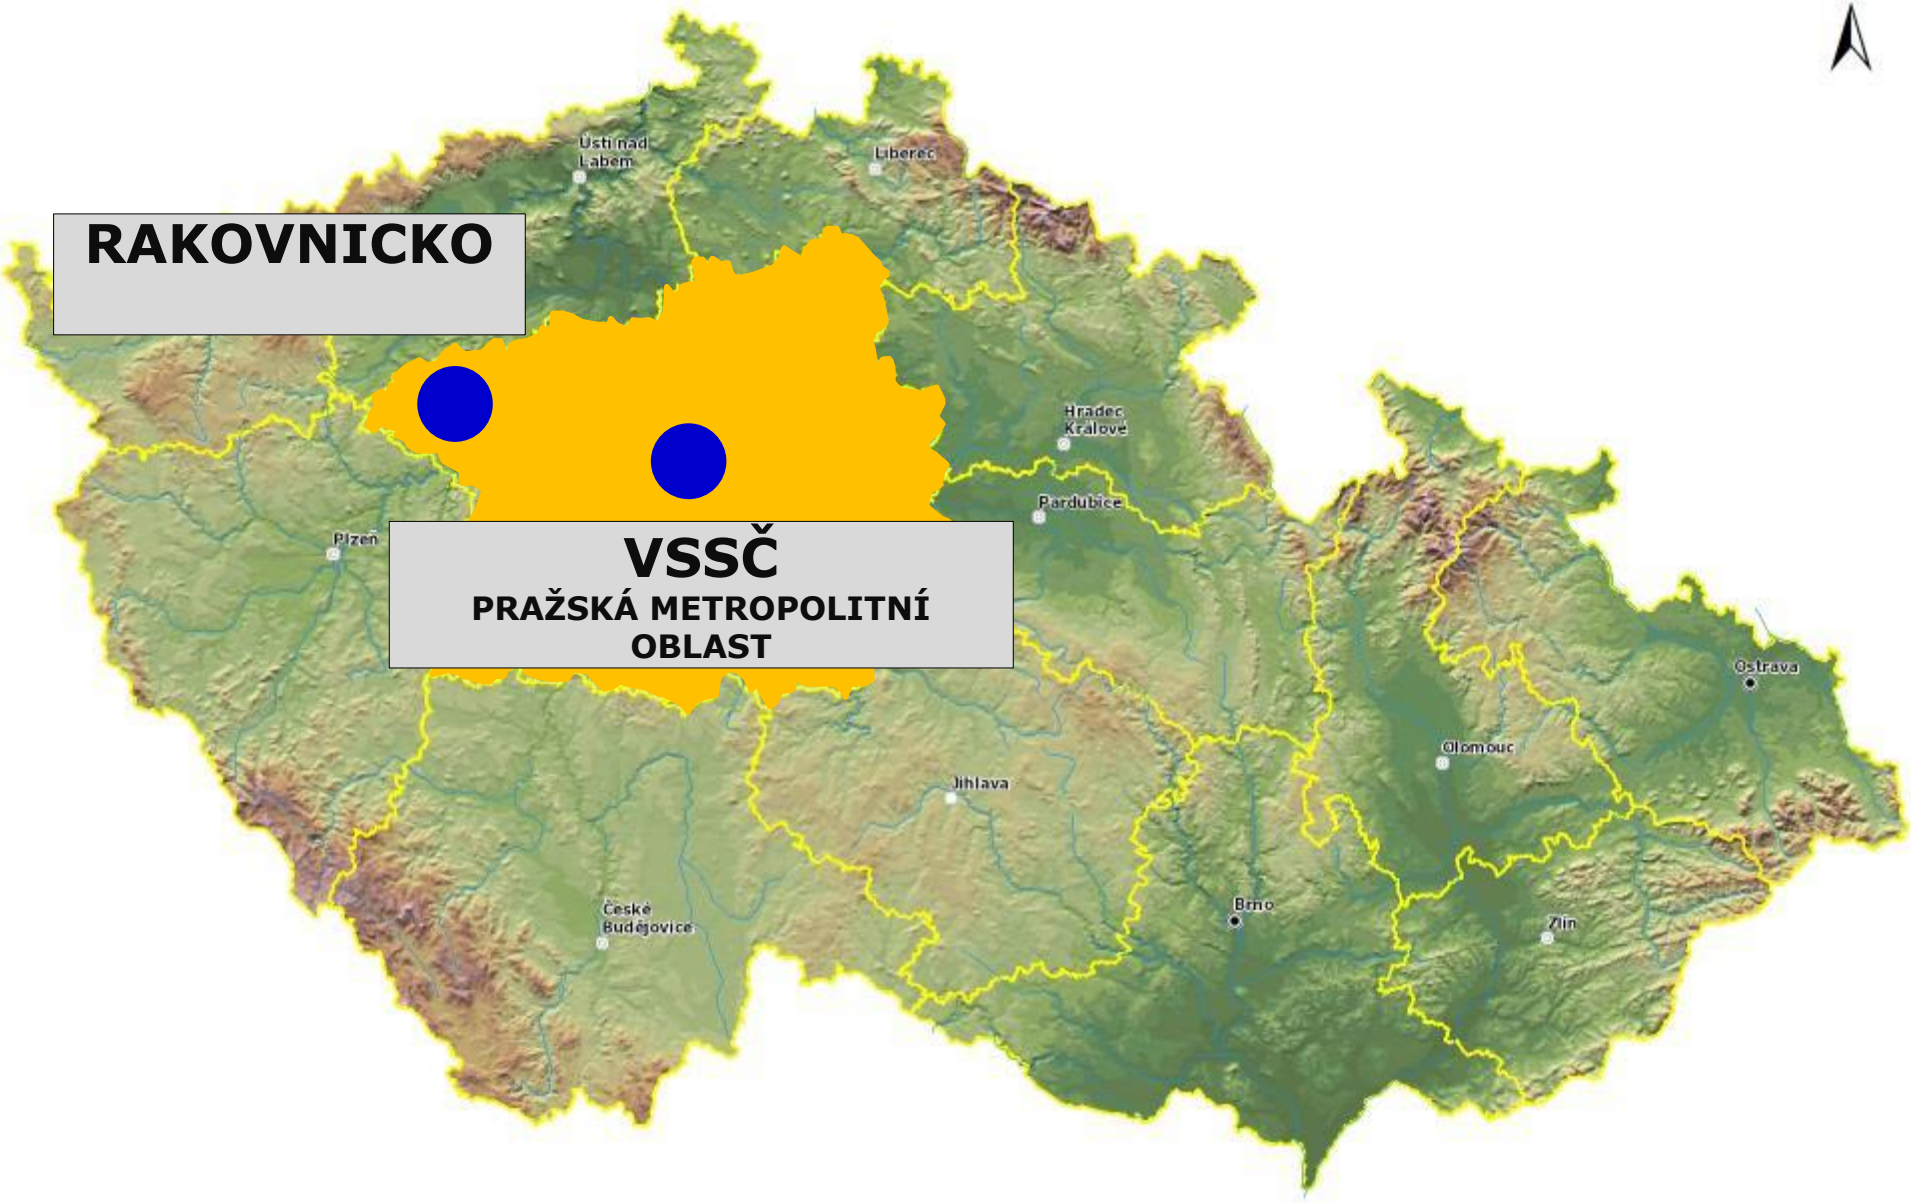 Ústí nad
Labem
Liberec
RAKOVNICKO
Hradec
Králové
Pardubice
Plzeň
VSSČ
PRAŽSKÁ METROPOLITNÍ
OBLAST
Ostrava
Olomouc
Jihlava
Brno
České
Budějovice
Zlín